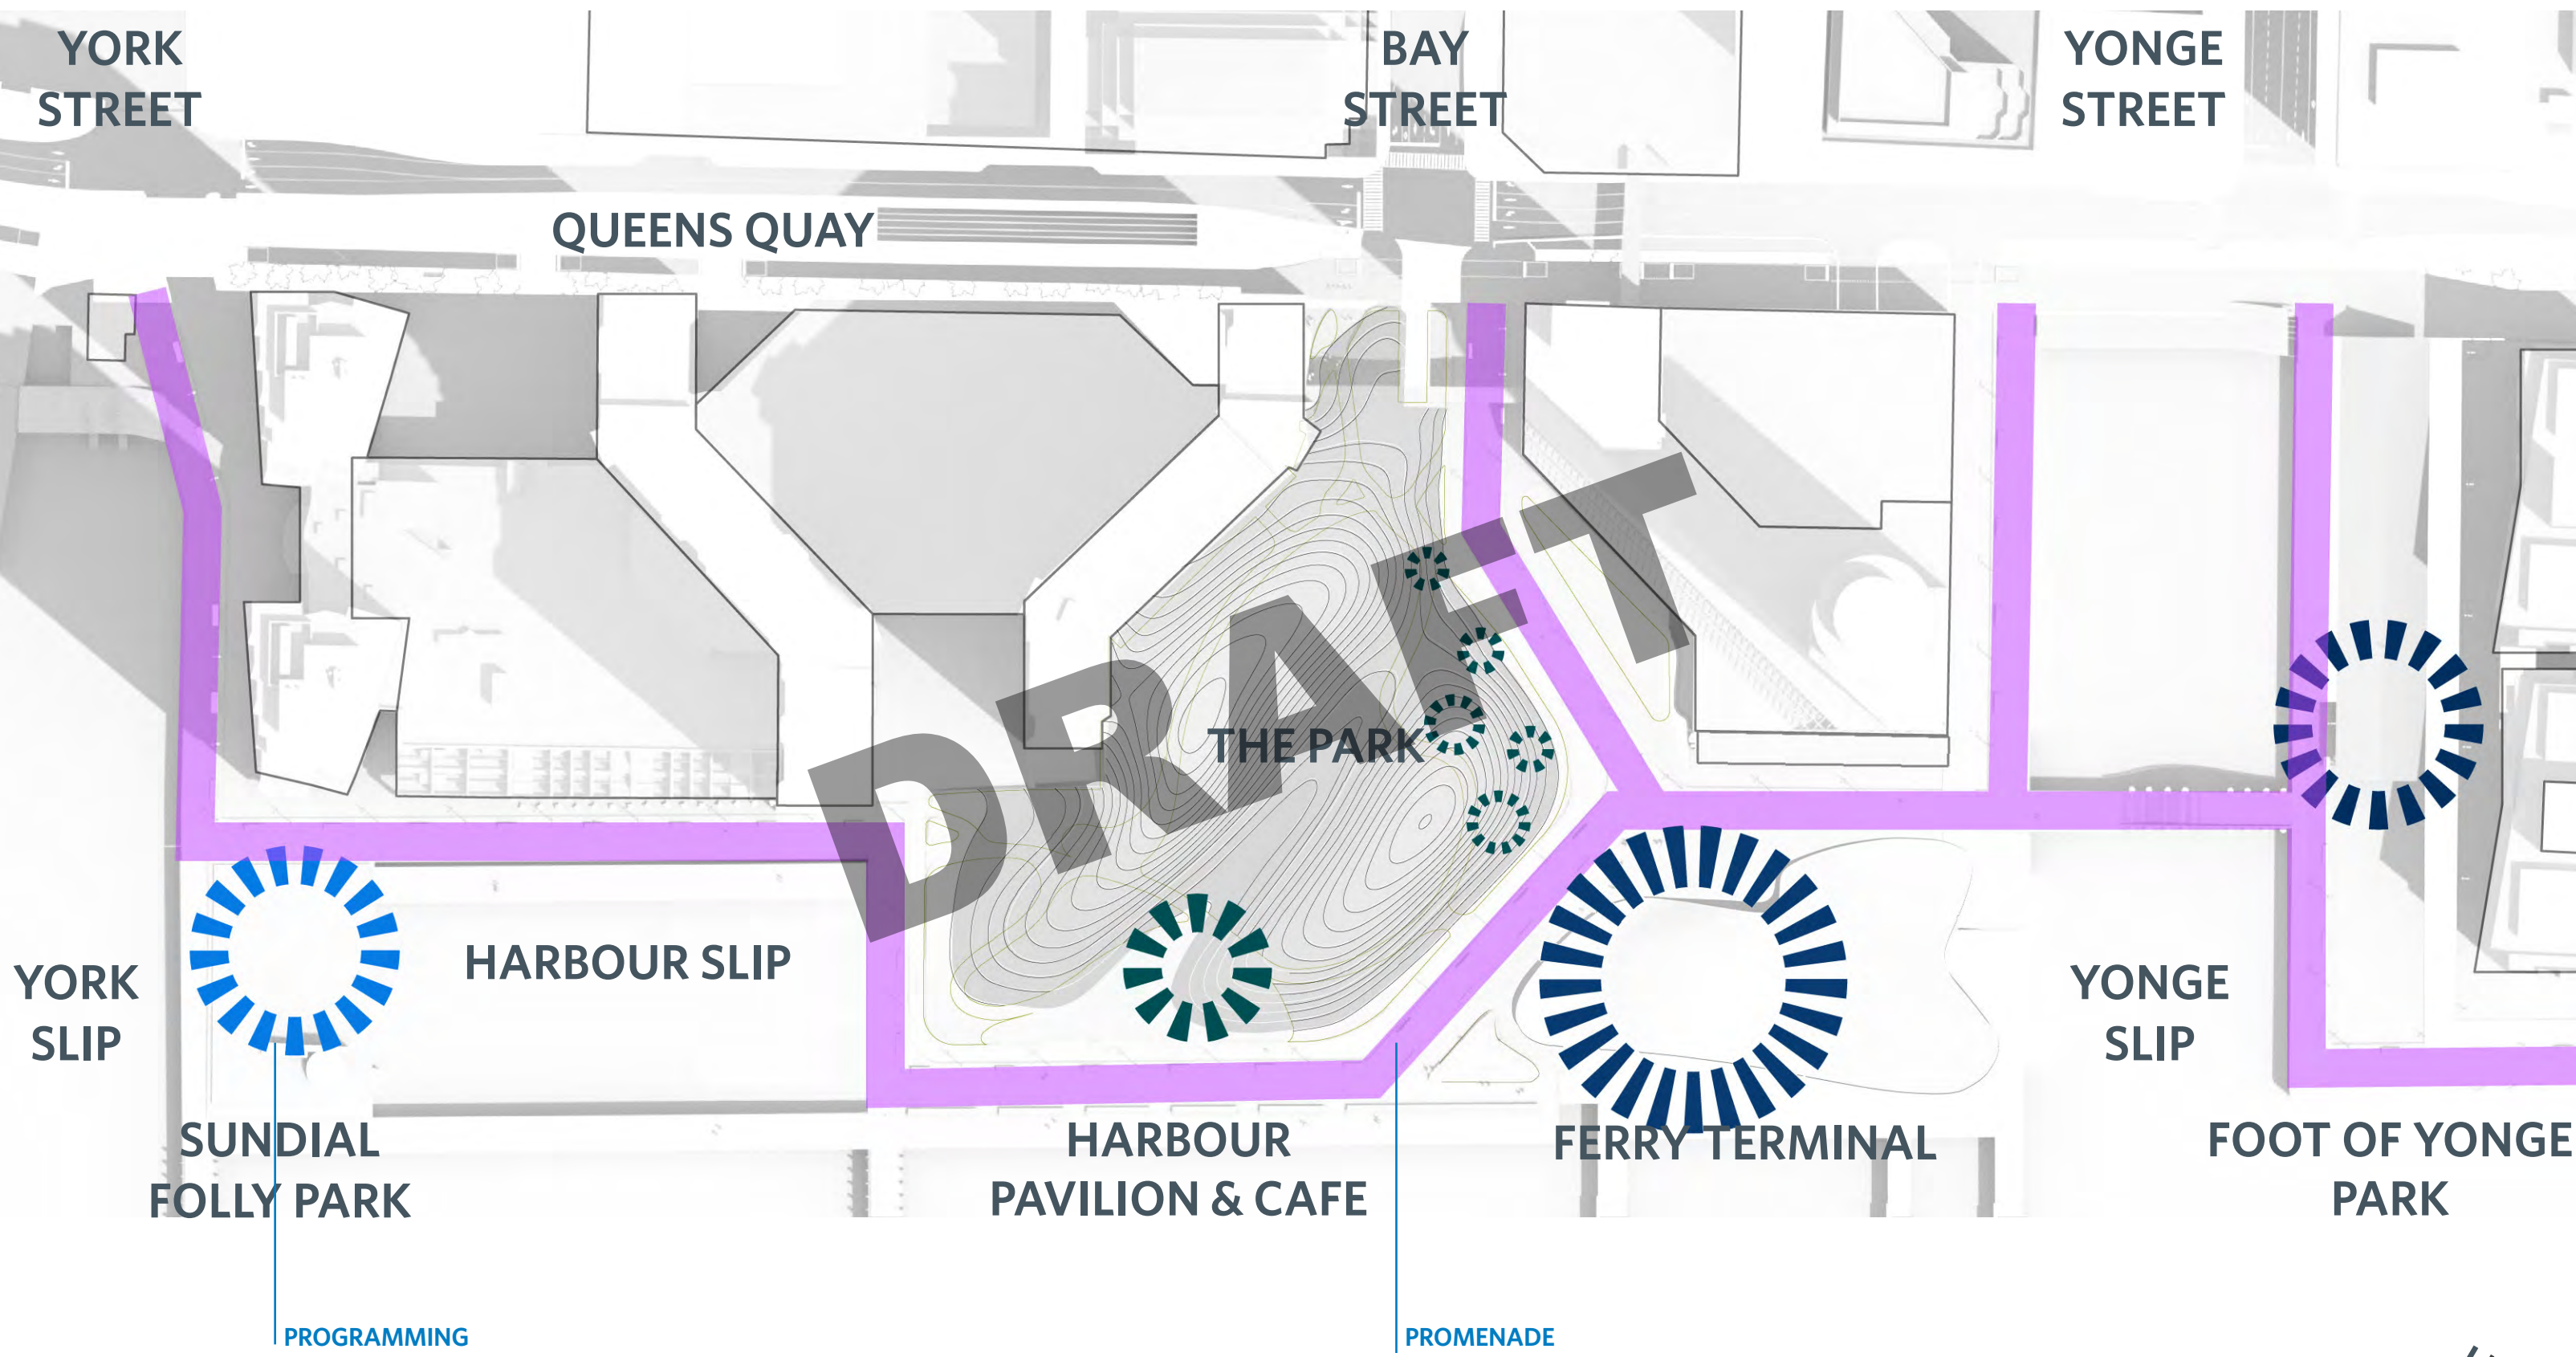 YORK
STREET
BAY
STREET
YONGE
STREET
QUEENS QUAY
DRAFT
THE PARK
YORK
SLIP
HARBOUR SLIP
YONGE
SLIP
SUNDIAL
FOLLY PARK
HARBOUR
PAVILION & CAFE
FERRY TERMINAL
FOOT OF YONGE
PARK
PROGRAMMING
PROMENADE